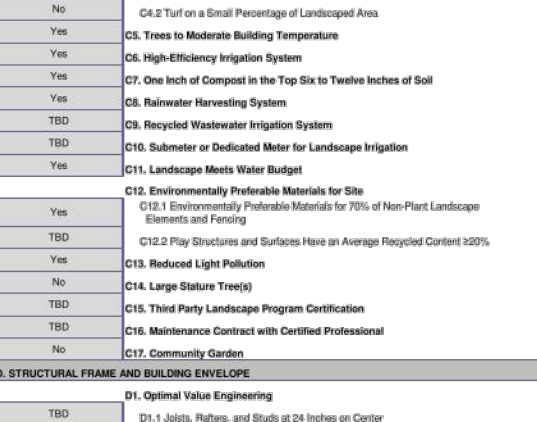 No C4.2 Turf on a Small Percentage of Landscaped Area
Yes C5. Trees to Moderate Building Temperature
Yes C6. High-Efficiency Irrigation System
Yes C7. One Inch of Compost in the Top Six to Twelve Inches of Soil
Yes C8. Rainwater Harvesting System
TBD C9. Recycled Wastewater Irrigation System
TBD C10. Submeter or Dedicated Meter for Landscape Irrigation
Yes C11. Landscape Meets Water Budget
C12. Environmentally Preferable Materials for Site
Yes C12.1 Environmentally Preferable Materials for 70% of Non-Plant Landscape
Elements and Fencing
TBD C12.2 Play Structures and Surfaces Have an Average Recycled Content ≥20%
Yes C13. Reduced Light Pollution
No C14. Large Stature Tree(s)
TBD C15. Third Party Landscape Program Certification
TBD C16. Maintenance Contract with Certified Professional
No C17. Community Garden
D. STRUCTURAL FRAME AND BUILDING ENVELOPE
D1. Optimal Value Engineering
TBD D1.1 Joists, Rafters, and Studs at 24 Inches on Center